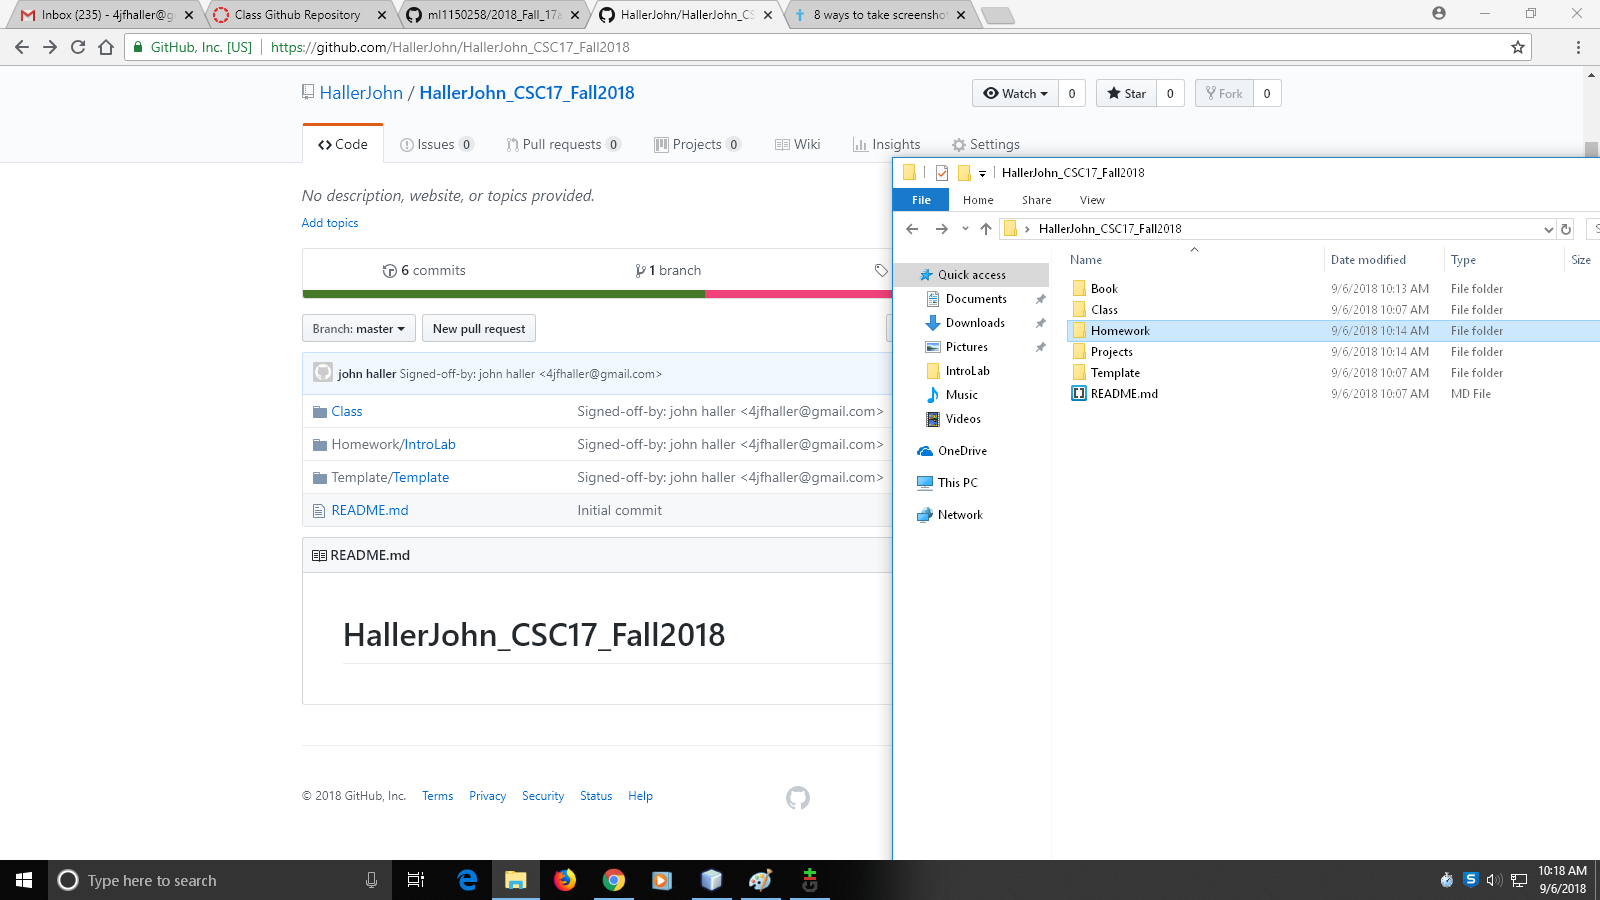 Inbox (235) - 4jfhaller@g
Class Github Repository
ml1150258/2018_Fall_17a
HallerJohn/HallerJohn_CS
8 ways to take screensho
GitHub, Inc. [US]
https://github.com/HallerJohn/HallerJohn_CSC17_Fall2018
HallerJohn / HallerJohn_CSC17_Fall2018
Watch 0
Star 0
Fork 0
Code
Issues 0
Pull requests 0
Projects 0
Wiki
Insights
Settings
No description, website, or topics provided.
Add topics
6 commits
1 branch
Branch: master
New pull request
john haller Signed-off-by: john haller <4jfhaller@gmail.com>
Class Signed-off-by: john haller <4jfhaller@gmail.com>
Homework/IntroLab Signed-off-by: john haller <4jfhaller@gmail.com>
Template/Template Signed-off-by: john haller <4jfhaller@gmail.com>
README.md Initial commit
README.md
HallerJohn_CSC17_Fall2018
© 2018 GitHub, Inc. Terms Privacy Security Status Help
HallerJohn_CSC17_Fall2018
File Home Share View
HallerJohn_CSC17_Fall2018
S
Quick access
Documents
Downloads
Pictures
IntroLab
Music
Videos
OneDrive
This PC
Network
Name Date modified Type Size
Book 9/6/2018 10:13 AM File folder
Class 9/6/2018 10:07 AM File folder
Homework 9/6/2018 10:14 AM File folder
Projects 9/6/2018 10:14 AM File folder
Template 9/6/2018 10:07 AM File folder
README.md 9/6/2018 10:07 AM MD File
Type here to search
10:18 AM
9/6/2018